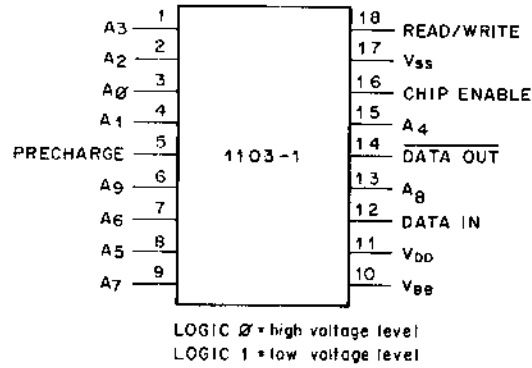 A3 1 18 READ/WRITE
A2 2 17 Vss
AØ 3 16 CHIP ENABLE
A1 4 15 A4
PRECHARGE 5 1103-1 14 DATA OUT
A9 6 13 A8
A6 7 12 DATA IN
A5 8 11 VDD
A7 9 10 VBB
LOGIC Ø = high voltage level
LOGIC 1 = low voltage level